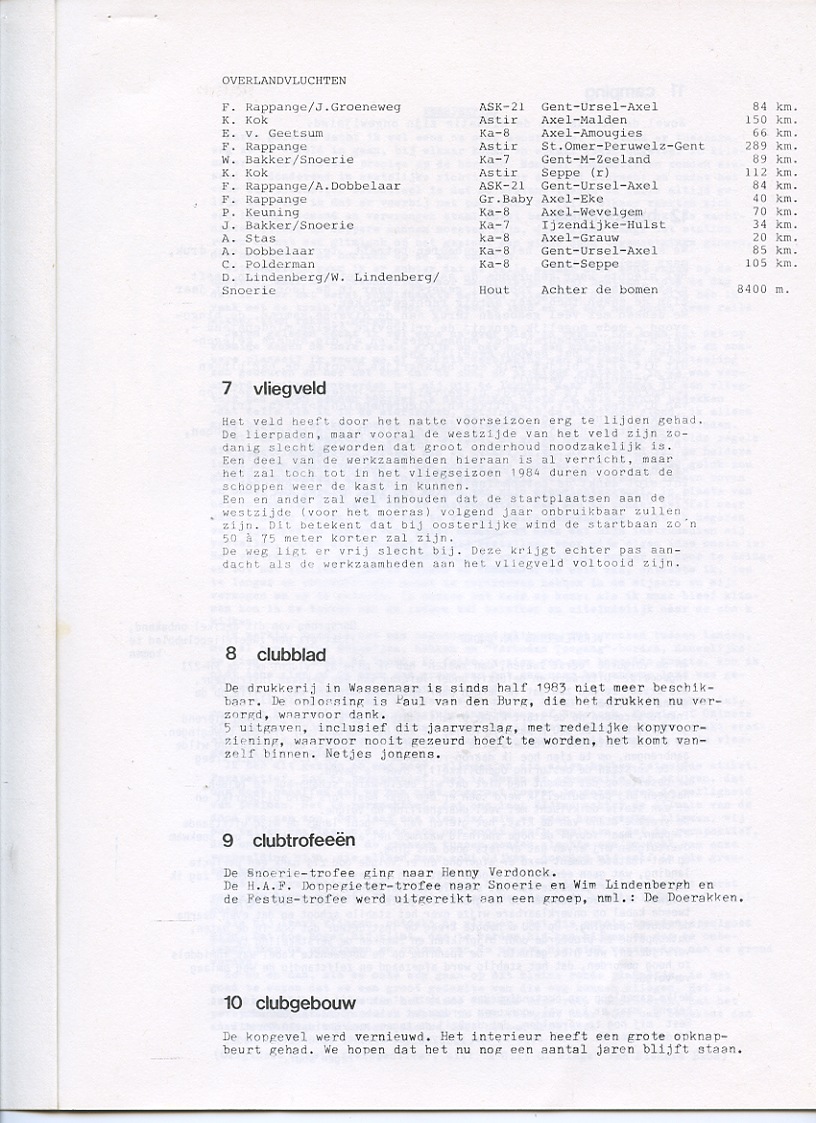 OVERLANDVLUCHTEN
F. Rappange/J.Groeneweg ASK-21 Gent-Ursel-Axel 84 km.
K. Kok Astir Axel-Malden 150 km.
E. v. Geetsum Ka-8 Axel-Amougies 66 km.
F. Rappange Astir St.Omer-Peruwelz-Gent 289 km.
W. Bakker/Snoerie Ka-7 Gent-M-Zeeland 89 km.
K. Kok Astir Seppe (r) 112 km.
F. Rappange/A.Dobbelaar ASK-21 Gent-Ursel-Axel 84 km.
F. Rappange Gr.Baby Axel-Eke 40 km.
P. Keuning Ka-8 Axel-Wevelgem 70 km.
J. Bakker/Snoerie Ka-7 Ijzendijke-Hulst 34 km.
A. Stas ka-8 Axel-Grauw 20 km.
A. Dobbelaar Ka-8 Gent-Ursel-Axel 85 km.
C. Polderman Ka-8 Gent-Seppe 105 km.
D. Lindenberg/W. Lindenberg/
Snoerie Hout Achter de bomen 8400 m.
7 vliegveld
Het veld heeft door het natte voorseizoen erg te lijden gehad.
De lierpaden, maar vooral de westzijde van het veld zijn zo-
danig slecht geworden dat groot onderhoud noodzakelijk is.
Een deel van de werkzaamheden hieraan is al verricht, maar
het zal toch tot in het vliegseizoen 1984 duren voordat de
schoppen weer de kast in kunnen.
Een en ander zal wel inhouden dat de startplaatsen aan de
westzijde (voor het moeras) volgend jaar onbruikbaar zullen
zijn. Dit betekent dat bij oosterlijke wind de startbaan zo'n
50 à 75 meter korter zal zijn.
De weg ligt er vrij slecht bij. Deze krijgt echter pas aan-
dacht als de werkzaamheden aan het vliegveld voltooid zijn.
8 clubblad
De drukkerij in Wassenaar is sinds half 1983 niet meer beschik-
baar. De oplossing is Paul van den Burg, die het drukken nu ver-
zorgd, waarvoor dank.
5 uitgaven, inclusief dit jaarverslag, met redelijke kopyvoor-
ziening, waarvoor nooit gezeurd hoeft te worden, het komt van-
zelf binnen. Netjes jongens.
9 clubtrofeeën
De Snoerie-trofee ging naar Henny Verdonck.
De H.A.F. Doppegieter-trofee naar Snoerie en Wim Lindenbergh en
de Festus-trofee werd uitgereikt aan een groep, nml.: De Doerakken.
10 clubgebouw
De kopgevel werd vernieuwd. Het interieur heeft een grote opknap-
beurt gehad. We hopen dat het nu nog een aantal jaren blijft staan.